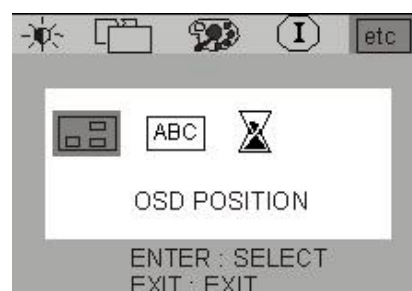 I etc
ABC
OSD POSITION
ENTER : SELECT
EXIT : EXIT